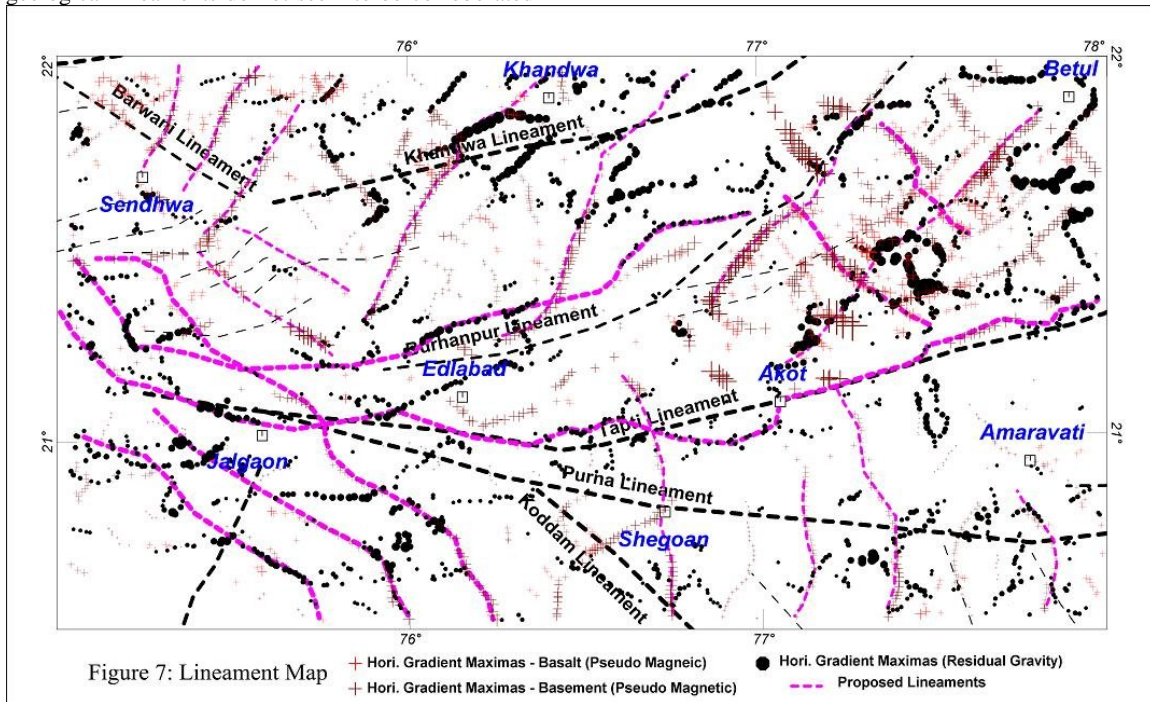 76°
77°
78°
22°
22°
Khandwa
Betul
Barwani Lineament
Khandwa Lineament
Sendhwa
Burhanpur Lineament
Edlabad
Akot
Tapti Lineament
21°
21°
Amaravati
Jalgaon
Purna Lineament
Koddam Lineament
Shegoan
76°
77°
Figure 7: Lineament Map
Hori. Gradient Maximas - Basalt (Pseudo Magneic)
Hori. Gradient Maximas (Residual Gravity)
Hori. Gradient Maximas - Basement (Pseudo Magnetic)
Proposed Lineaments